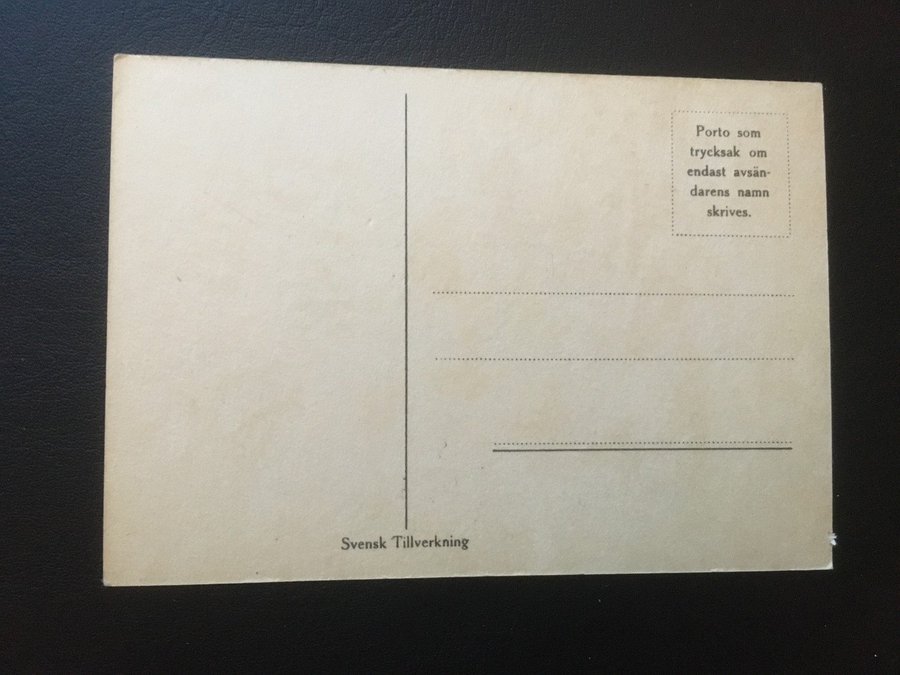 Porto som
trycksak om
endast avsän-
darens namn
skrives.
Svensk Tillverkning